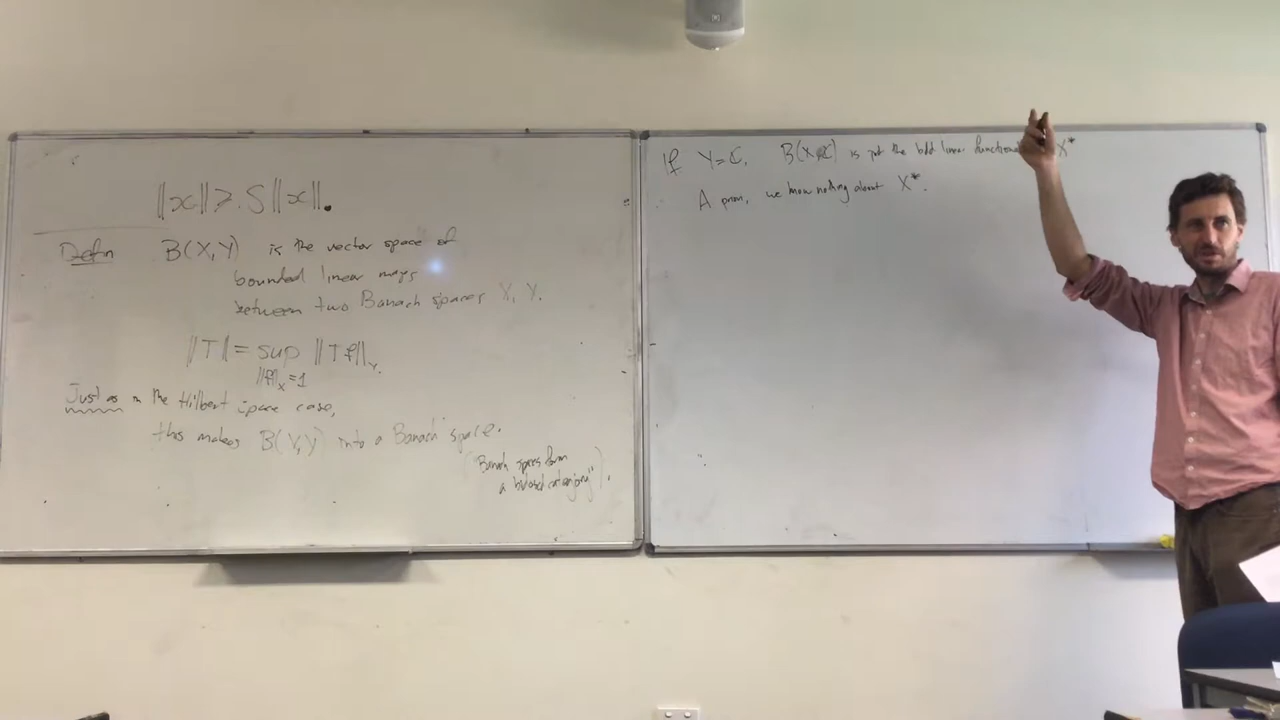 ||x|| ≥ S||x||.
Defn B(X,Y) is the vector space of
bounded linear maps
between two Banach spaces X, Y.
||T|| = sup ||Tf||_Y.
||f||_X = 1
Just as in the Hilbert space case,
this makes B(X,Y) into a Banach space.
("Banach spaces form
a closed category").
If Y = ℂ, B(X,ℂ) is just the bdd linear X*
A priori, we know nothing about X*.